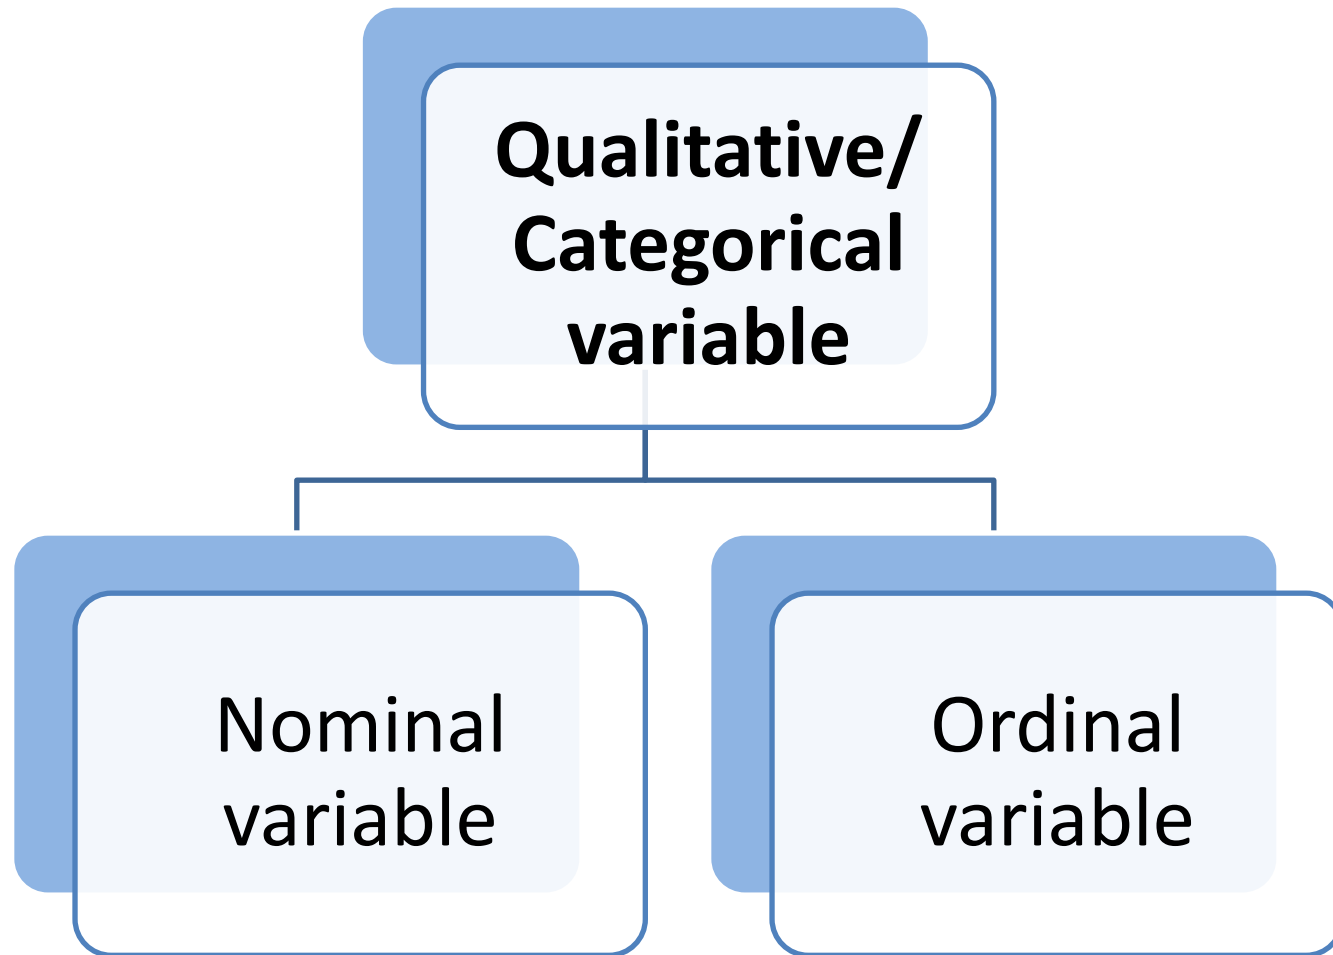 Qualitative/
Categorical
variable
Nominal
variable
Ordinal
variable